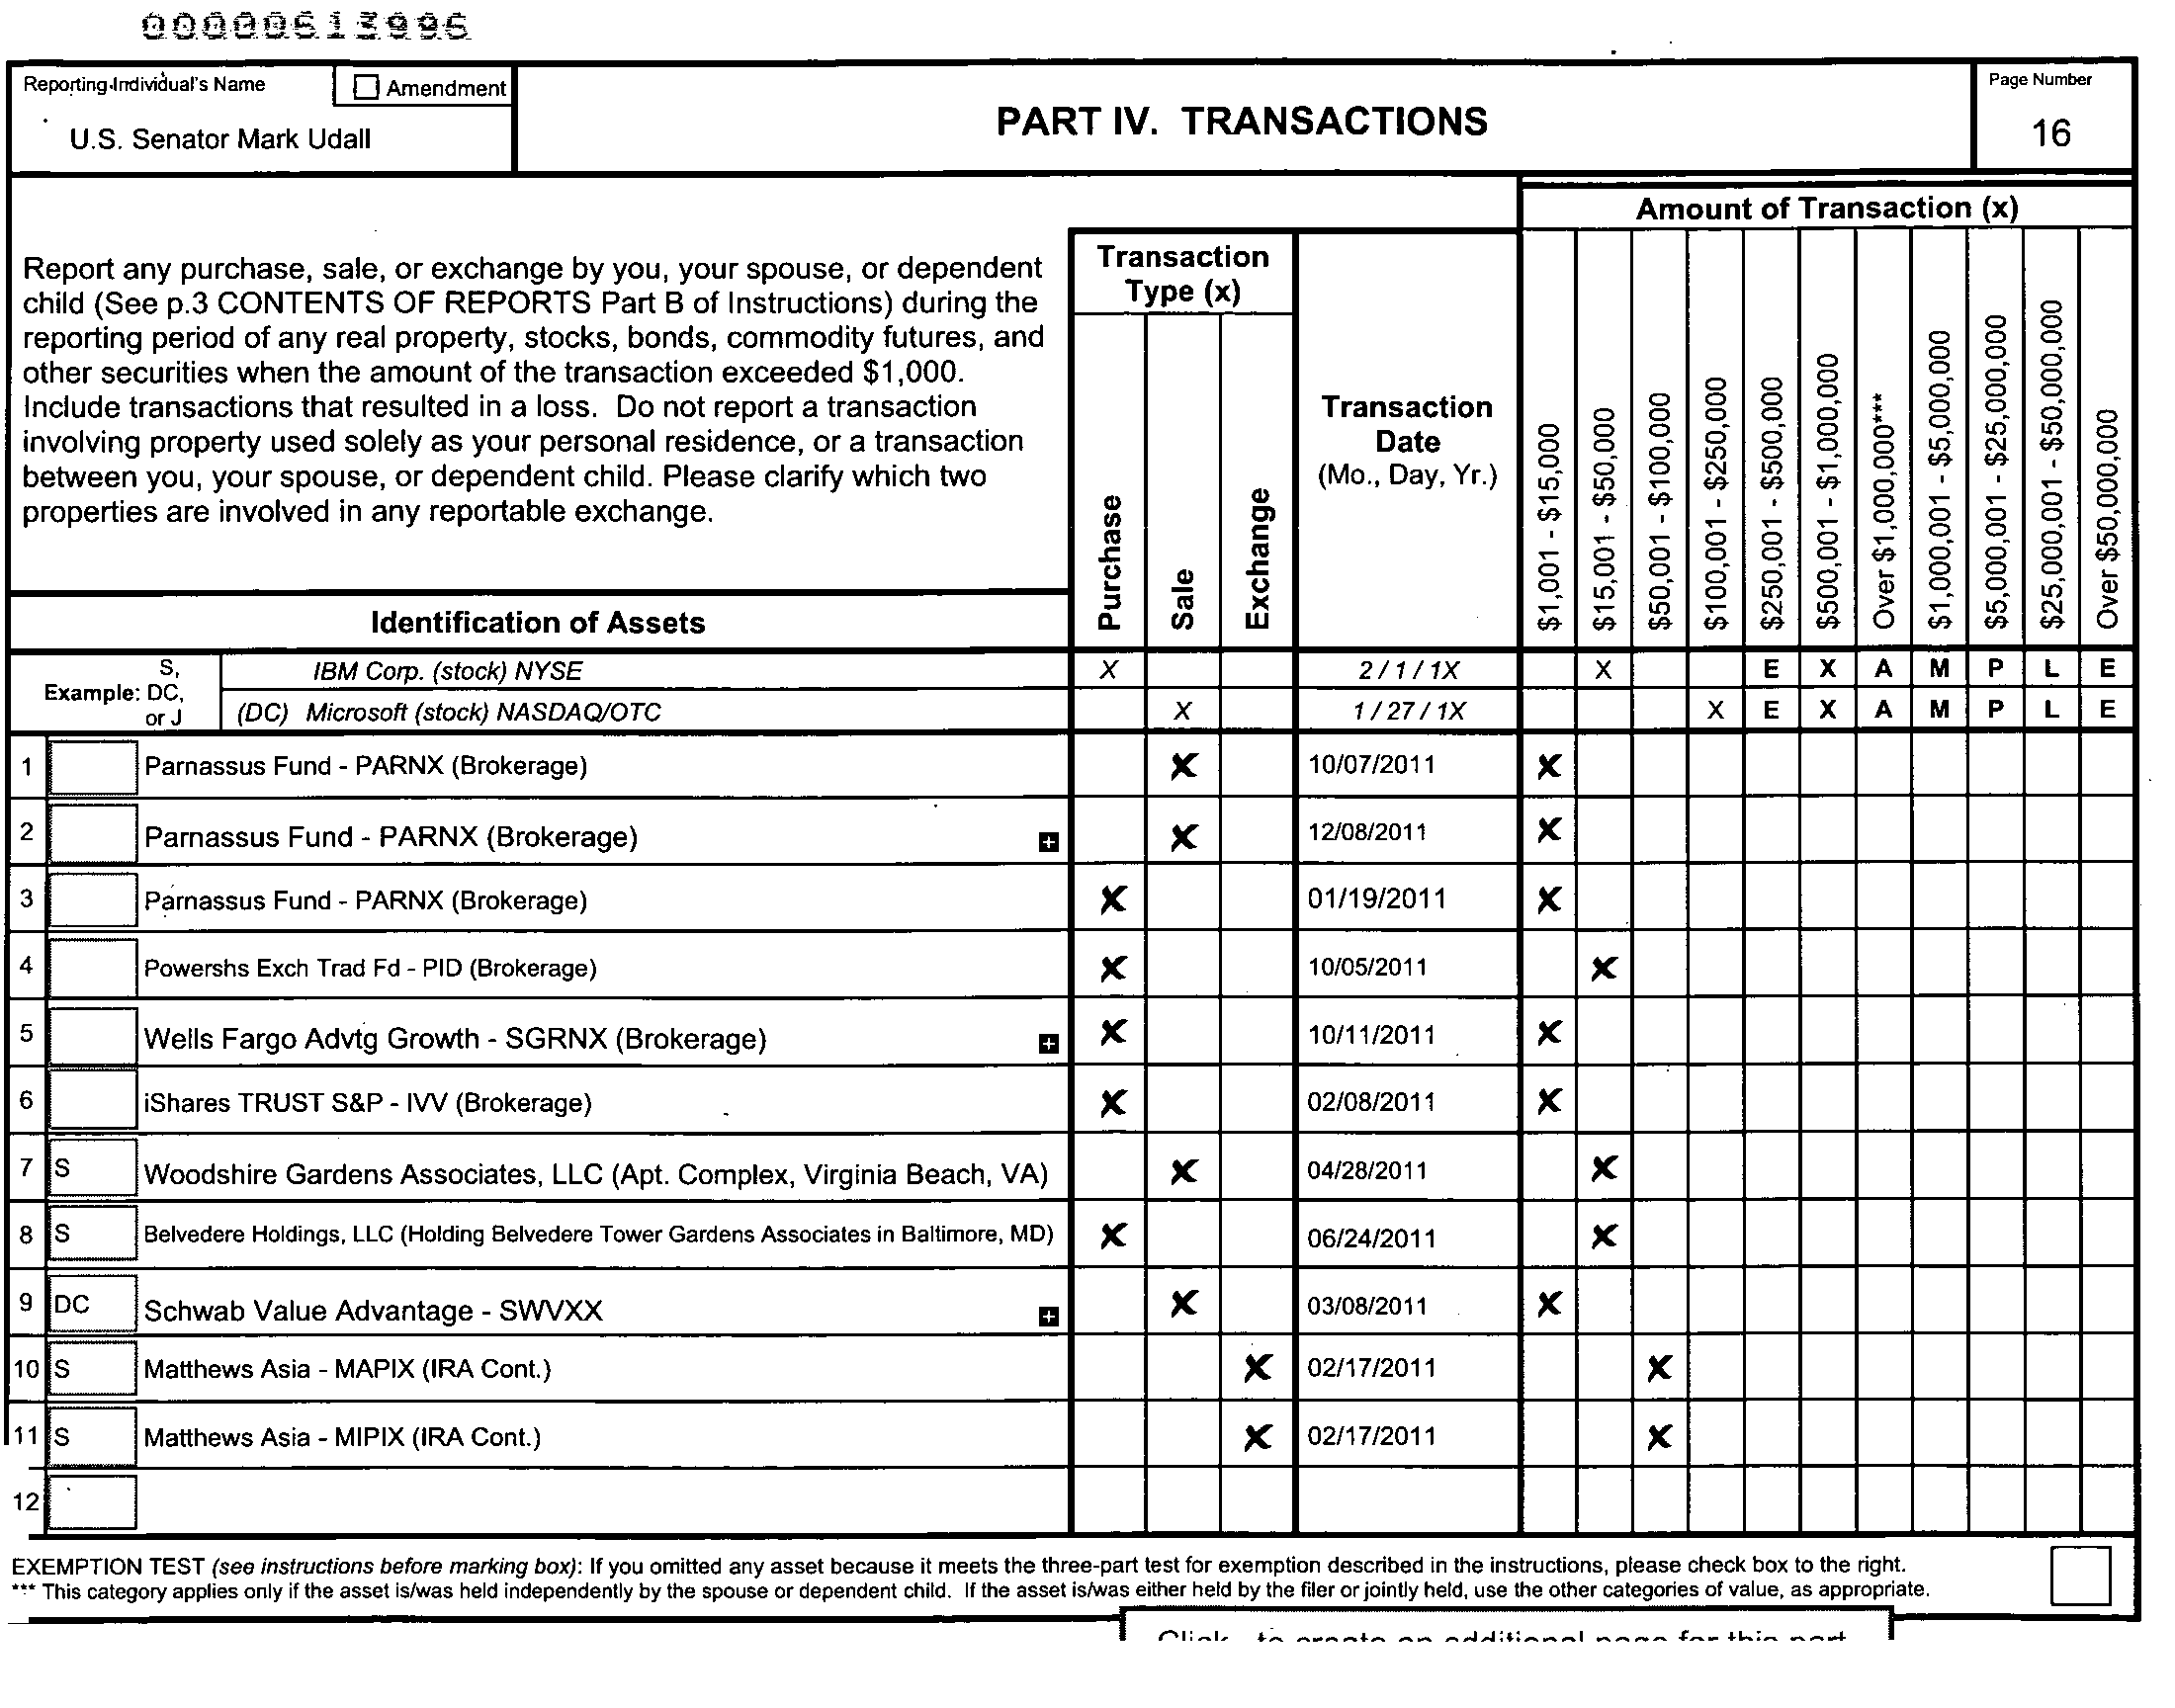 00000613996
Reporting Individual's Name
Amendment
U.S. Senator Mark Udall
PART IV. TRANSACTIONS
Page Number
16
Amount of Transaction (x)
Report any purchase, sale, or exchange by you, your spouse, or dependent
child (See p.3 CONTENTS OF REPORTS Part B of Instructions) during the
reporting period of any real property, stocks, bonds, commodity futures, and
other securities when the amount of the transaction exceeded $1,000.
Include transactions that resulted in a loss. Do not report a transaction
involving property used solely as your personal residence, or a transaction
between you, your spouse, or dependent child. Please clarify which two
properties are involved in any reportable exchange.
Transaction
Type (x)
Purchase
Sale
Exchange
Transaction
Date
(Mo., Day, Yr.)
$1,001 - $15,000
$15,001 - $50,000
$50,001 - $100,000
$100,001 - $250,000
$250,001 - $500,000
$500,001 - $1,000,000
Over $1,000,000***
$1,000,001 - $5,000,000
$5,000,001 - $25,000,000
$25,000,001 - $50,000,000
Over $50,000,000
Identification of Assets
Example: S, DC, or J
IBM Corp. (stock) NYSE X 2 / 1 / 1X X E X A M P L E
(DC) Microsoft (stock) NASDAQ/OTC X 1 / 27 / 1X X E X A M P L E
1 Parnassus Fund - PARNX (Brokerage) X 10/07/2011 X
2 Parnassus Fund - PARNX (Brokerage) + X 12/08/2011 X
3 Parnassus Fund - PARNX (Brokerage) X 01/19/2011 X
4 Powershs Exch Trad Fd - PID (Brokerage) X 10/05/2011 X
5 Wells Fargo Advtg Growth - SGRNX (Brokerage) + X 10/11/2011 X
6 iShares TRUST S&P - IVV (Brokerage) X 02/08/2011 X
7 S Woodshire Gardens Associates, LLC (Apt. Complex, Virginia Beach, VA) X 04/28/2011 X
8 S Belvedere Holdings, LLC (Holding Belvedere Tower Gardens Associates in Baltimore, MD) X 06/24/2011 X
9 DC Schwab Value Advantage - SWVXX + X 03/08/2011 X
10 S Matthews Asia - MAPIX (IRA Cont.) X 02/17/2011 X
11 S Matthews Asia - MIPIX (IRA Cont.) X 02/17/2011 X
12
EXEMPTION TEST (see instructions before marking box): If you omitted any asset because it meets the three-part test for exemption described in the instructions, please check box to the right.
*** This category applies only if the asset is/was held independently by the spouse or dependent child. If the asset is/was either held by the filer or jointly held, use the other categories of value, as appropriate.
Click to create an additional page for this part